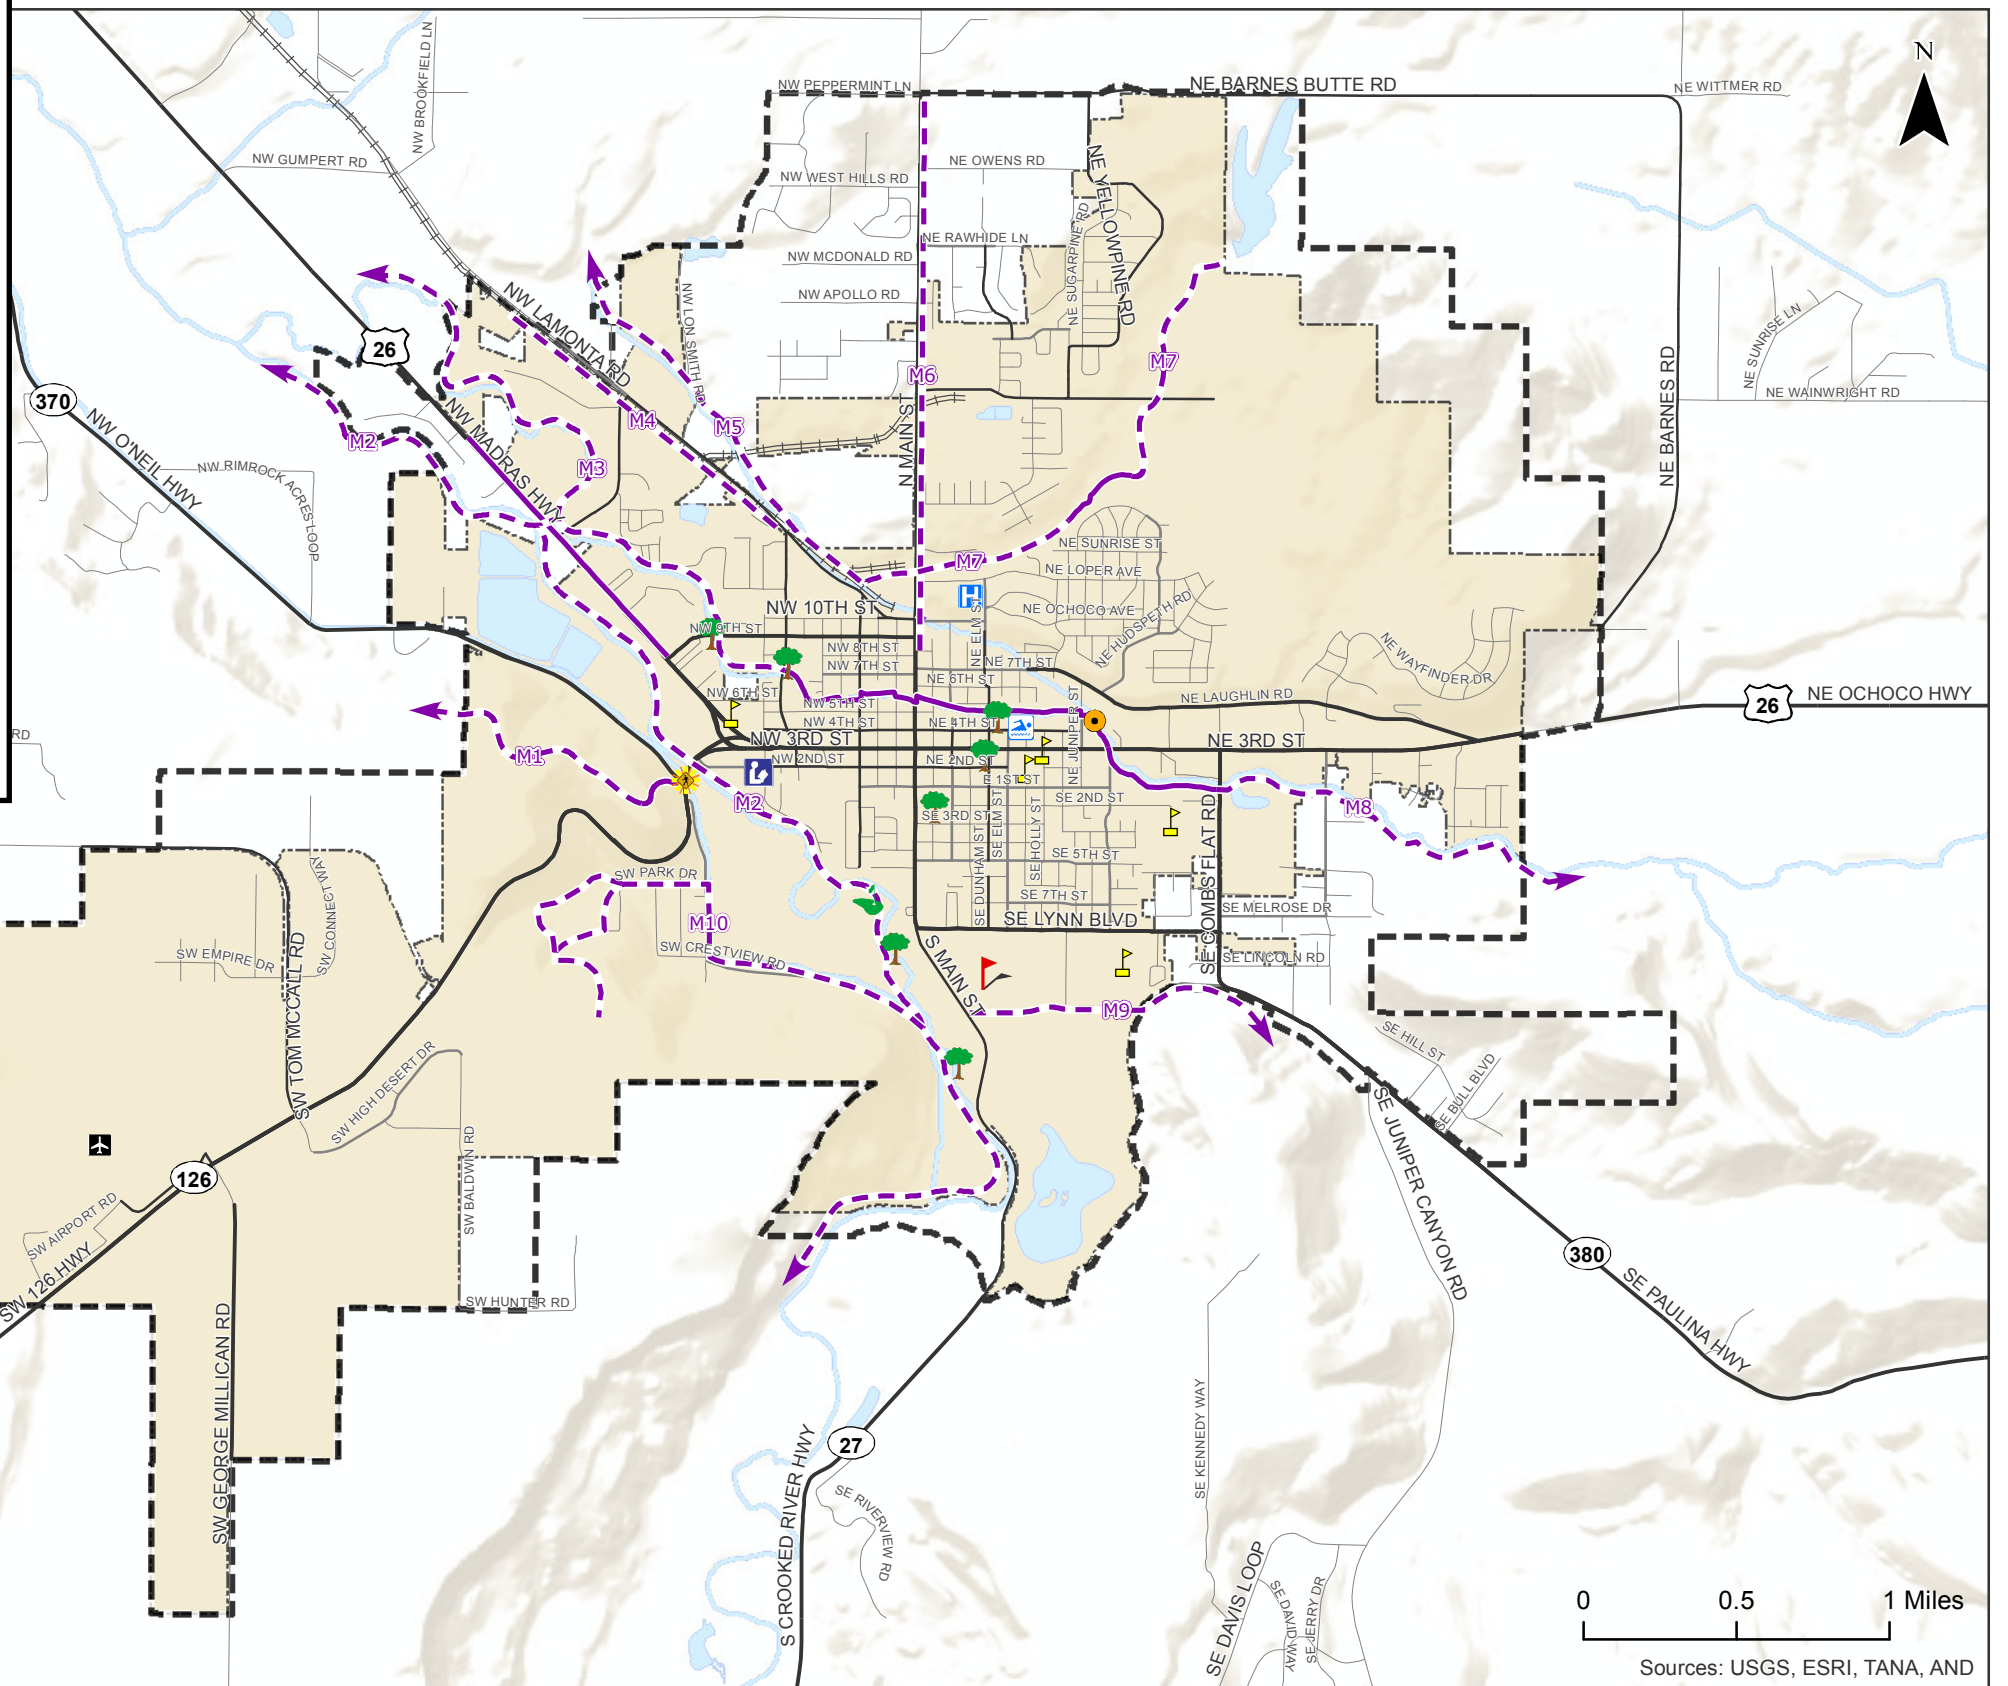 NW BROOKFIELD LN
NW PEPPERMINT LN
NE BARNES BUTTE RD
NE WITTMER RD
N
NW GUMPERT RD
NE OWENS RD
NW WEST HILLS RD
NE YELLOWPINE RD
NE SUGARPINE RD
NE RAWHIDE LN
NW MCDONALD RD
NW APOLLO RD
NW LAMONTA RD
NW LON SMITH RD
26
370
NW O'NEIL HWY
NW MADRAS HWY
M2
M3
M4
M5
M6
M7
NE SUNRISE LN
NE WAINWRIGHT RD
NE BARNES RD
N MAIN ST
NW RIMROCK ACRES LOOP
M7
NE SUNRISE ST
NE LOPER AVE
H
NE OCHOCO AVE
NE HUDSPETH RD
NE ELM ST
NW 10TH ST
NW 9TH ST
NW 8TH ST
NW 7TH ST
NE 7TH ST
NE 6TH ST
NW 6TH ST
NW 5TH ST
NW 4TH ST
NE 4TH ST
NE JUNIPER ST
NE WAYFINDER DR
NE LAUGHLIN RD
26
NE OCHOCO HWY
NW 3RD ST
NE 3RD ST
NW 2ND ST
NE 2ND ST
E 1ST ST
RD
M1
M2
SE 2ND ST
SE 3RD ST
SE ELM ST
SE HOLLY ST
SE DUNHAM ST
SE 5TH ST
SE 7TH ST
SE LYNN BLVD
SE COMBS FLAT RD
M8
SE MELROSE DR
SE LINCOLN RD
SW PARK DR
M10
SW CRESTVIEW RD
S MAIN ST
M9
SW CONNECT WAY
SW EMPIRE DR
SW TOM MCCALL RD
SW HIGH DESERT DR
SW BALDWIN RD
SE HILL ST
SE BULL BLVD
SE JUNIPER CANYON RD
126
SW AIRPORT RD
SW 126 HWY
SW HUNTER RD
SW GEORGE MILLICAN RD
380
SE PAULINA HWY
27
S CROOKED RIVER HWY
SE RIVERVIEW RD
SE KENNEDY WAY
SE DAVIS LOOP
SE DAVID WAY
SE JERRY DR
0 0.5 1 Miles
Sources: USGS, ESRI, TANA, AND